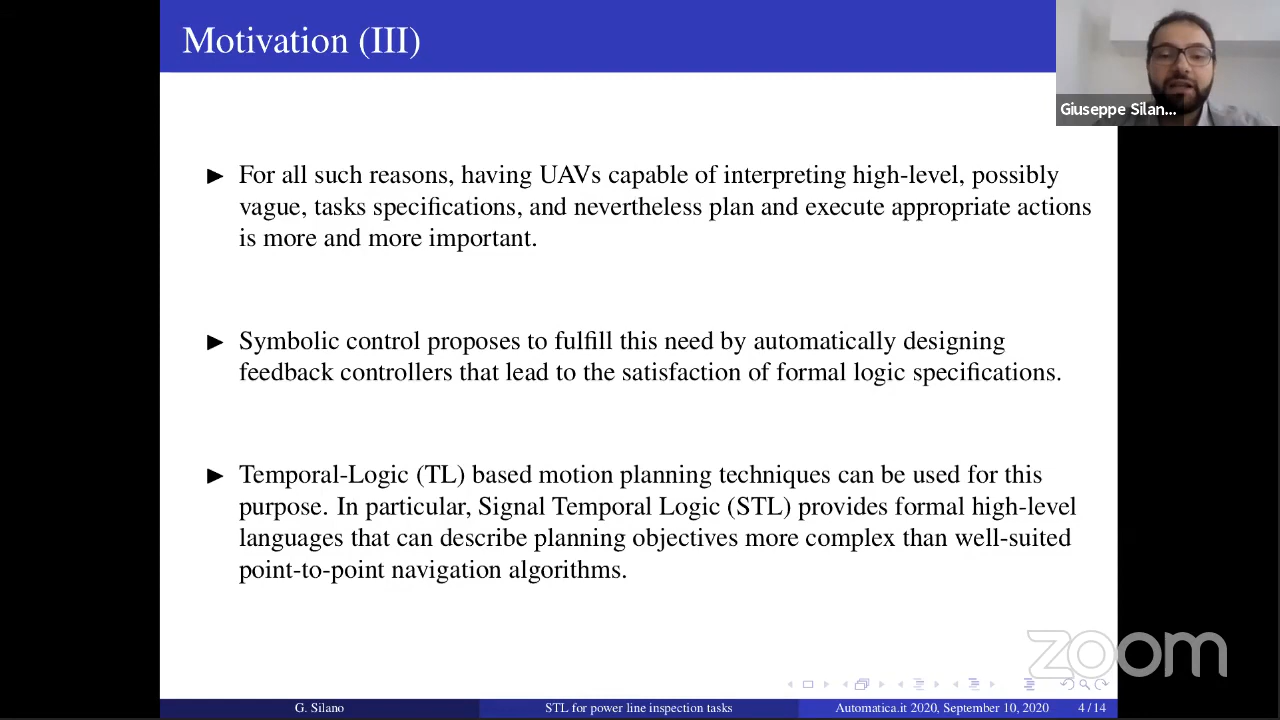 Motivation (III)
Giuseppe Silan...
► For all such reasons, having UAVs capable of interpreting high-level, possibly
vague, tasks specifications, and nevertheless plan and execute appropriate actions
is more and more important.
► Symbolic control proposes to fulfill this need by automatically designing
feedback controllers that lead to the satisfaction of formal logic specifications.
► Temporal-Logic (TL) based motion planning techniques can be used for this
purpose. In particular, Signal Temporal Logic (STL) provides formal high-level
languages that can describe planning objectives more complex than well-suited
point-to-point navigation algorithms.
zoom
G. Silano STL for power line inspection tasks Automatica.it 2020, September 10, 2020 4/14